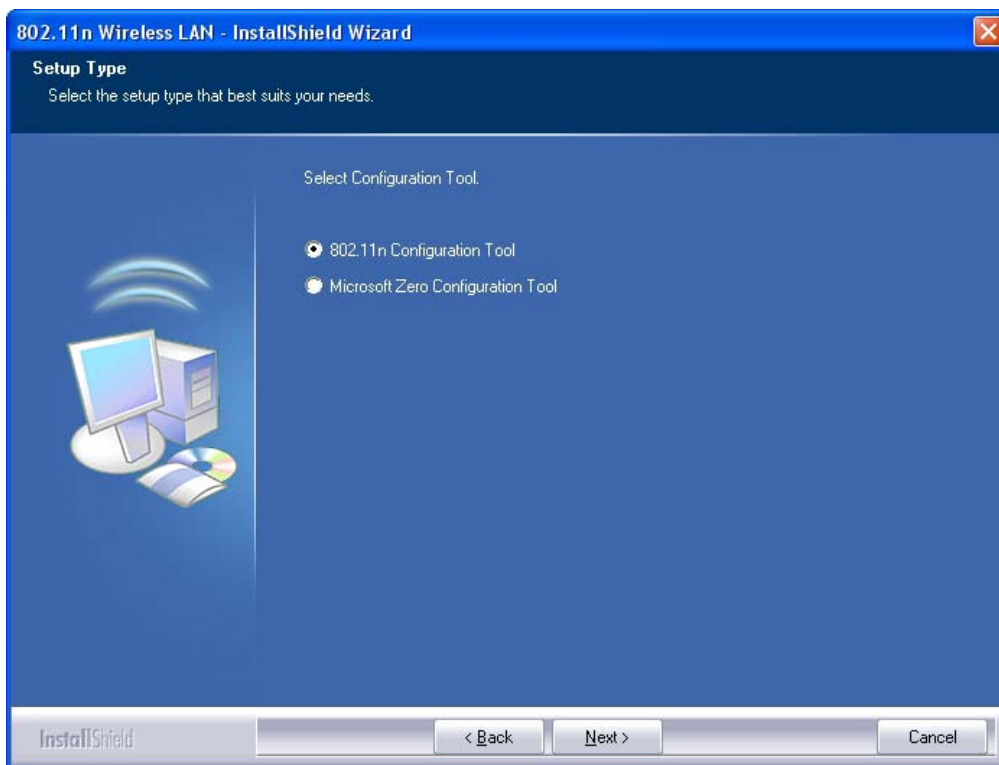 802.11n Wireless LAN - InstallShield Wizard
Setup Type
Select the setup type that best suits your needs.
Select Configuration Tool.
802.11n Configuration Tool
Microsoft Zero Configuration Tool
InstallShield
< Back
Next >
Cancel